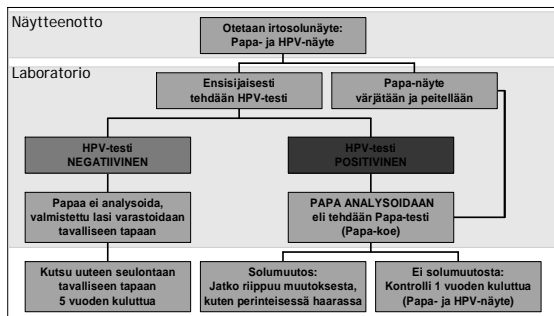 Näytteenotto
Otetaan irtosolunäyte:
Papa- ja HPV-näyte
Laboratorio
Ensisijaisesti
tehdään HPV-testi
Papa-näyte
värjätään ja peitellään
HPV-testi
NEGATIIVINEN
HPV-testi
POSITIVINEN
Papaa ei analysoida,
valmistettu lasi varastoidaan
tavalliseen tapaan
PAPA ANALYSOIDAAN
eli tehdään Papa-testi
(Papa-koe)
Kutsu uuteen seulontaan
tavalliseen tapaan
5 vuoden kuluttua
Solumuutos:
Jatko riippuu muutoksesta,
kuten perinteisessä haarassa
Ei solumuutosta:
Kontrolli 1 vuoden kuluttua
(Papa- ja HPV-näyte)